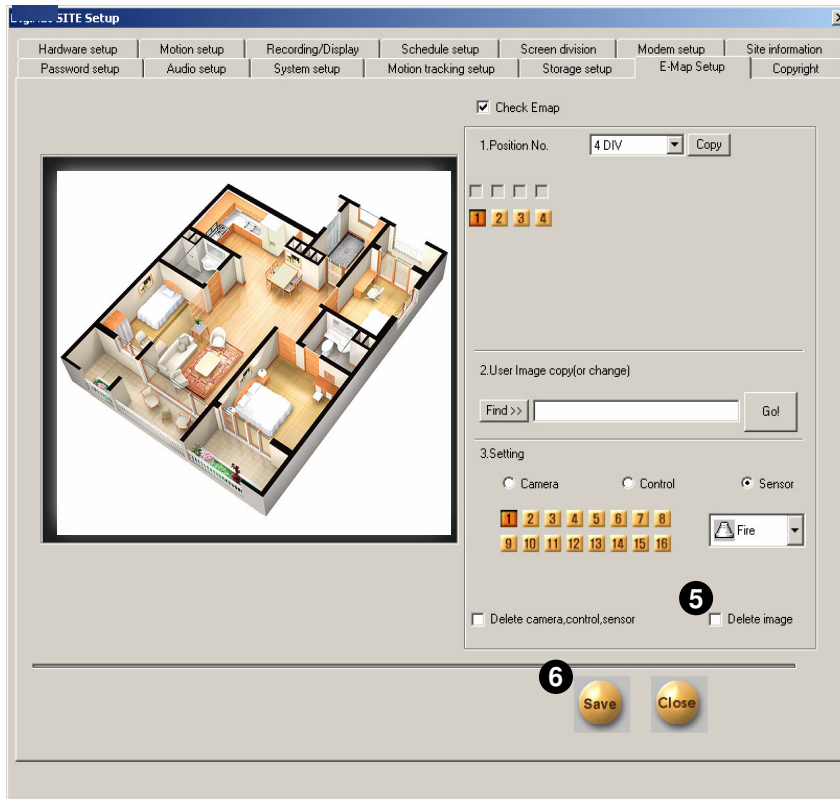 SITE Setup
Hardware setup Motion setup Recording/Display Schedule setup Screen division Modem setup Site information
Password setup Audio setup System setup Motion tracking setup Storage setup E-Map Setup Copyright
Check Emap
1.Position No. 4 DIV Copy
1 2 3 4
2.User Image copy(or change)
Find >> Go!
3.Setting
Camera Control Sensor
1 2 3 4 5 6 7 8 Fire
9 10 11 12 13 14 15 16
5
Delete camera,control,sensor Delete image
6
Save Close